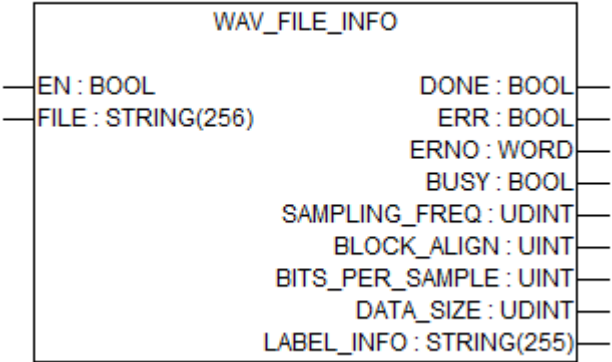 WAV_FILE_INFO
EN : BOOL DONE : BOOL
FILE : STRING(256) ERR : BOOL
ERNO : WORD
BUSY : BOOL
SAMPLING_FREQ : UDINT
BLOCK_ALIGN : UINT
BITS_PER_SAMPLE : UINT
DATA_SIZE : UDINT
LABEL_INFO : STRING(255)